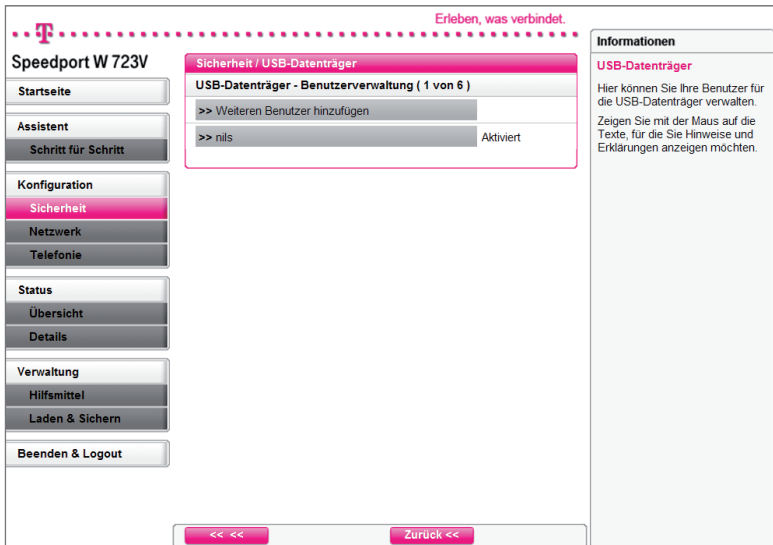 Erleben, was verbindet.
T
Speedport W 723V
Startseite
Assistent
Schritt für Schritt
Konfiguration
Sicherheit
Netzwerk
Telefonie
Status
Übersicht
Details
Verwaltung
Hilfsmittel
Laden & Sichern
Beenden & Logout
Sicherheit / USB-Datenträger
USB-Datenträger - Benutzerverwaltung ( 1 von 6 )
>> Weiteren Benutzer hinzufügen
>> nils Aktiviert
<< <<
Zurück <<
Informationen
USB-Datenträger
Hier können Sie Ihre Benutzer für
die USB-Datenträger verwalten.
Zeigen Sie mit der Maus auf die
Texte, für die Sie Hinweise und
Erklärungen anzeigen möchten.